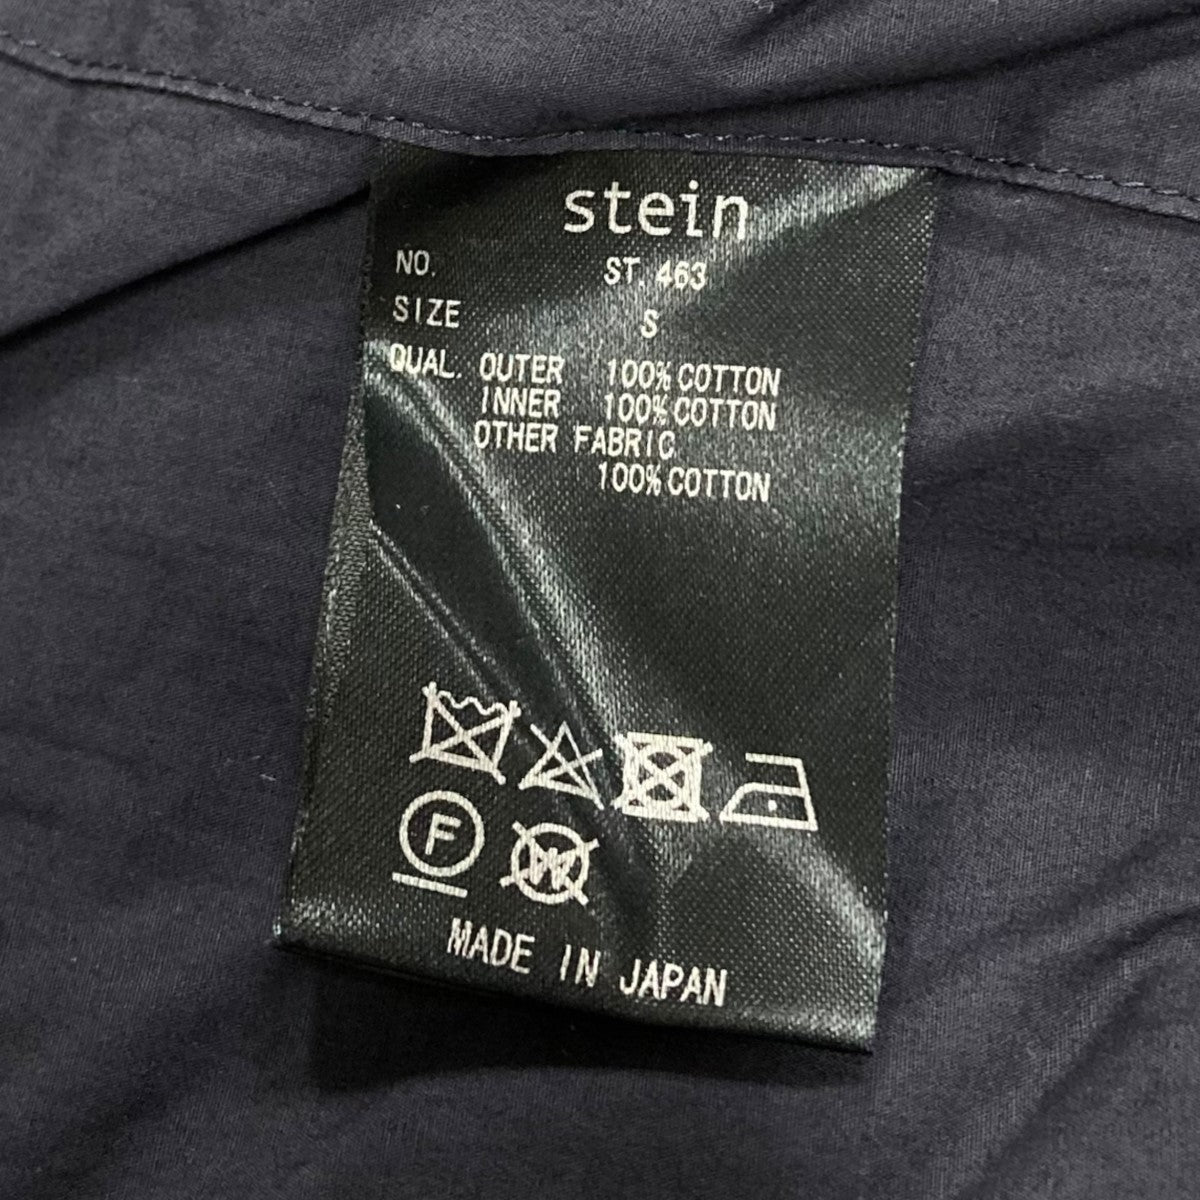 stein
NO. ST. 463
SIZE S
QUAL. OUTER 100% COTTON
INNER 100% COTTON
OTHER FABRIC
100% COTTON
F W
MADE IN JAPAN